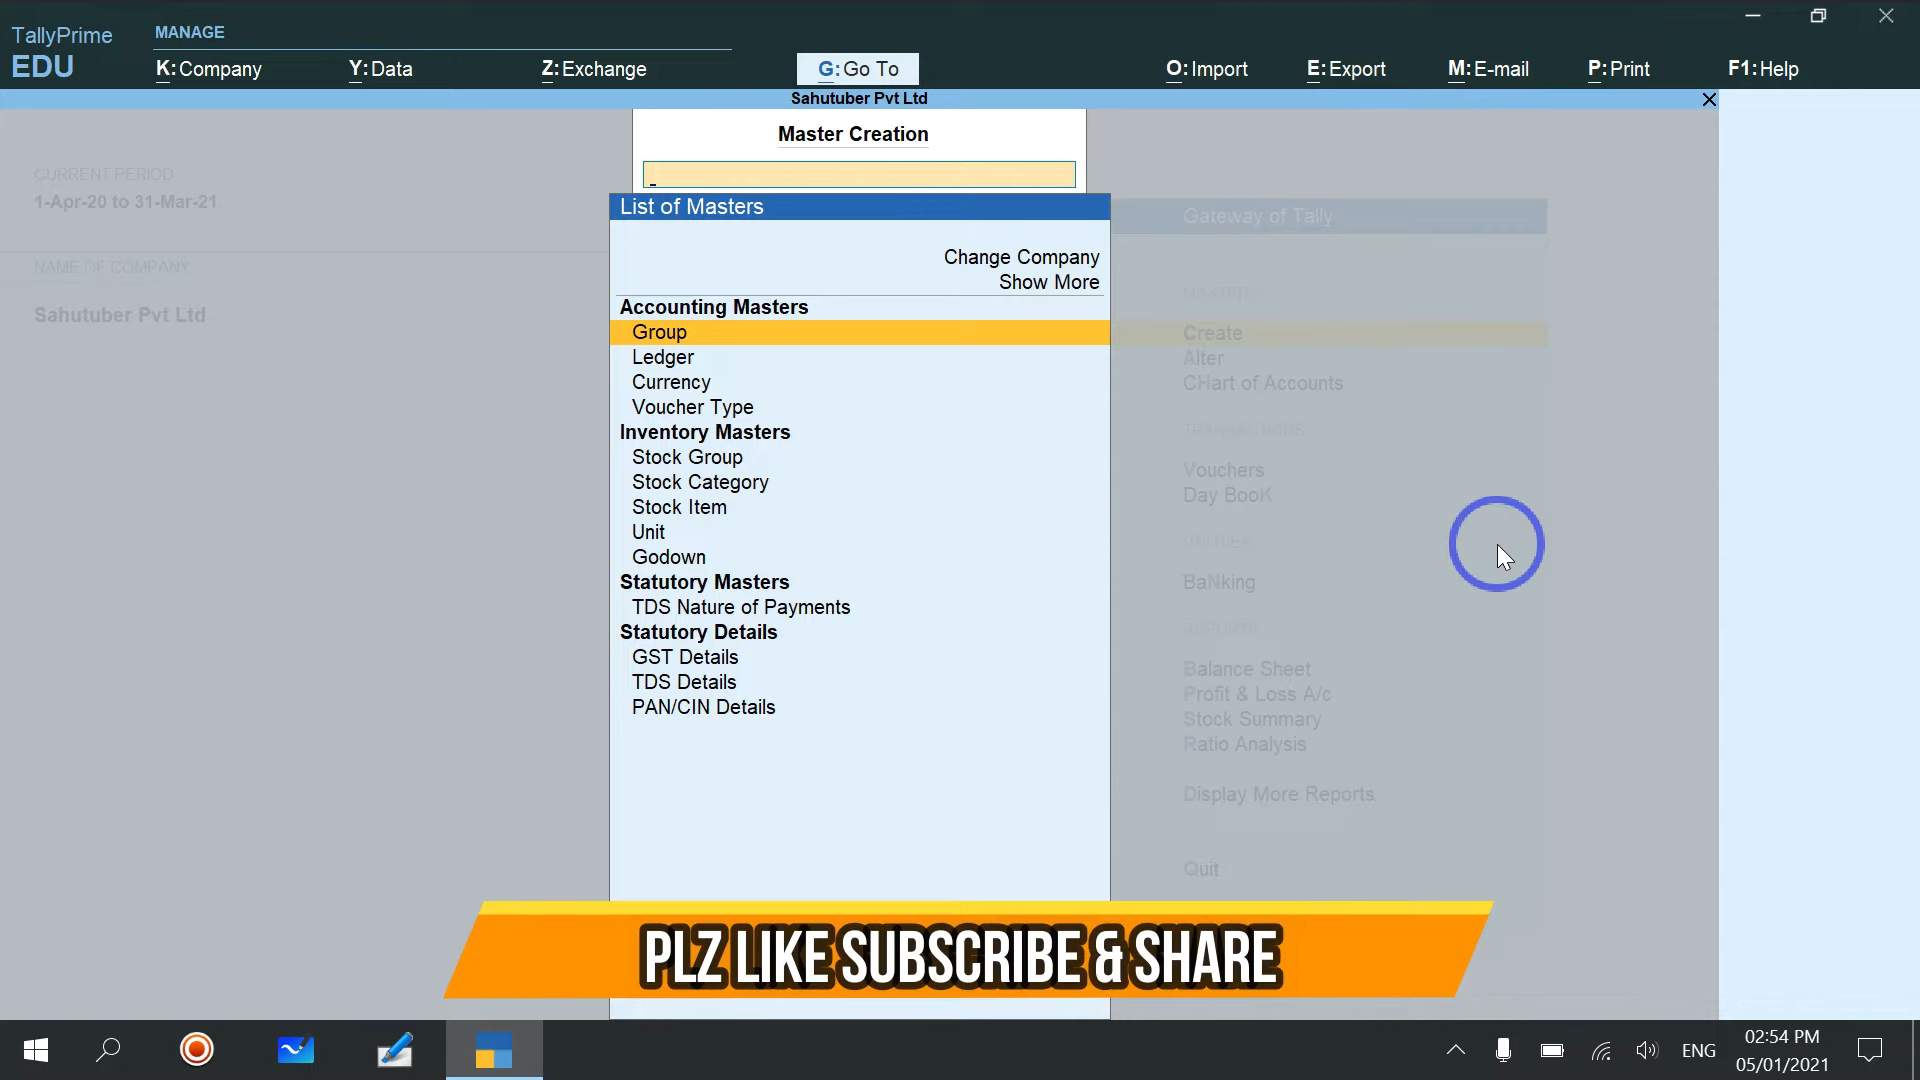 TallyPrime
EDU
MANAGE
K:Company
Y:Data
Z:Exchange
G:Go To
O:Import
E:Export
M:E-mail
P:Print
F1:Help
Sahutuber Pvt Ltd
CURRENT PERIOD
1-Apr-20 to 31-Mar-21
NAME OF COMPANY
Sahutuber Pvt Ltd
Master Creation
List of Masters
Change Company
Show More
Accounting Masters
Group
Ledger
Currency
Voucher Type
Inventory Masters
Stock Group
Stock Category
Stock Item
Unit
Godown
Statutory Masters
TDS Nature of Payments
Statutory Details
GST Details
TDS Details
PAN/CIN Details
Gateway of Tally
MASTERS
Create
Alter
CHart of Accounts
TRANSACTIONS
Vouchers
Day BooK
UTILITIES
BaNking
REPORTS
Balance Sheet
Profit & Loss A/c
Stock Summary
Ratio Analysis
Display More Reports
Quit
PLZ LIKE SUBSCRIBE & SHARE
ENG
02:54 PM
05/01/2021